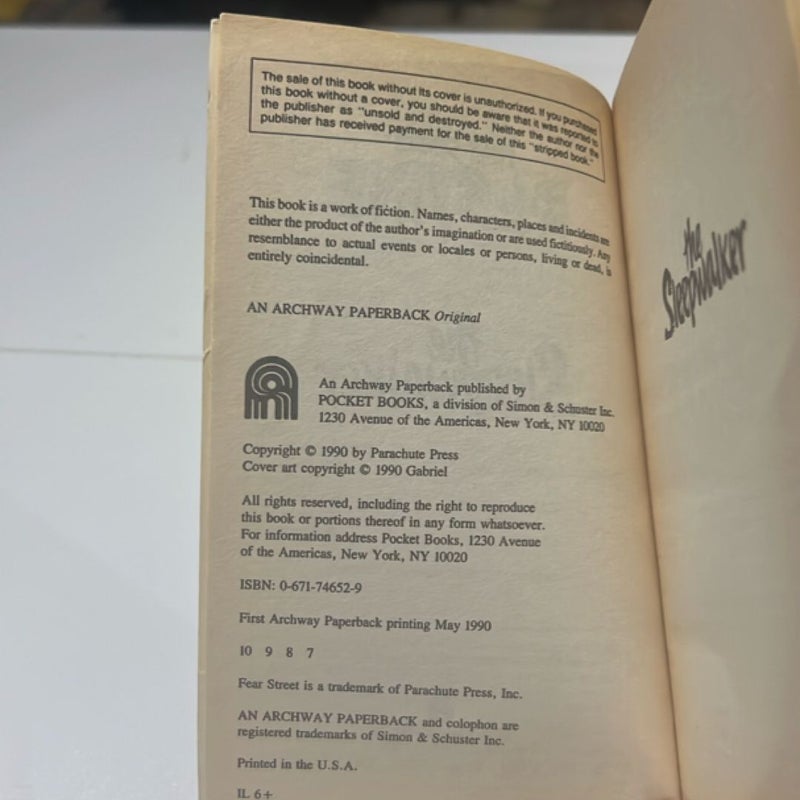 The sale of this book without its cover is unauthorized. If you purchased
this book without a cover, you should be aware that it was reported to
the publisher as "unsold and destroyed." Neither the author nor the
publisher has received payment for the sale of this "stripped book."
This book is a work of fiction. Names, characters, places and incidents are
either the product of the author's imagination or are used fictitiously. Any
resemblance to actual events or locales or persons, living or dead, is
entirely coincidental.
AN ARCHWAY PAPERBACK Original
An Archway Paperback published by
POCKET BOOKS, a division of Simon & Schuster Inc.
1230 Avenue of the Americas, New York, NY 10020
Copyright © 1990 by Parachute Press
Cover art copyright © 1990 Gabriel
All rights reserved, including the right to reproduce
this book or portions thereof in any form whatsoever.
For information address Pocket Books, 1230 Avenue
of the Americas, New York, NY 10020
ISBN: 0-671-74652-9
First Archway Paperback printing May 1990
10 9 8 7
Fear Street is a trademark of Parachute Press, Inc.
AN ARCHWAY PAPERBACK and colophon are
registered trademarks of Simon & Schuster Inc.
Printed in the U.S.A.
IL 6+
the
Sleepwalker